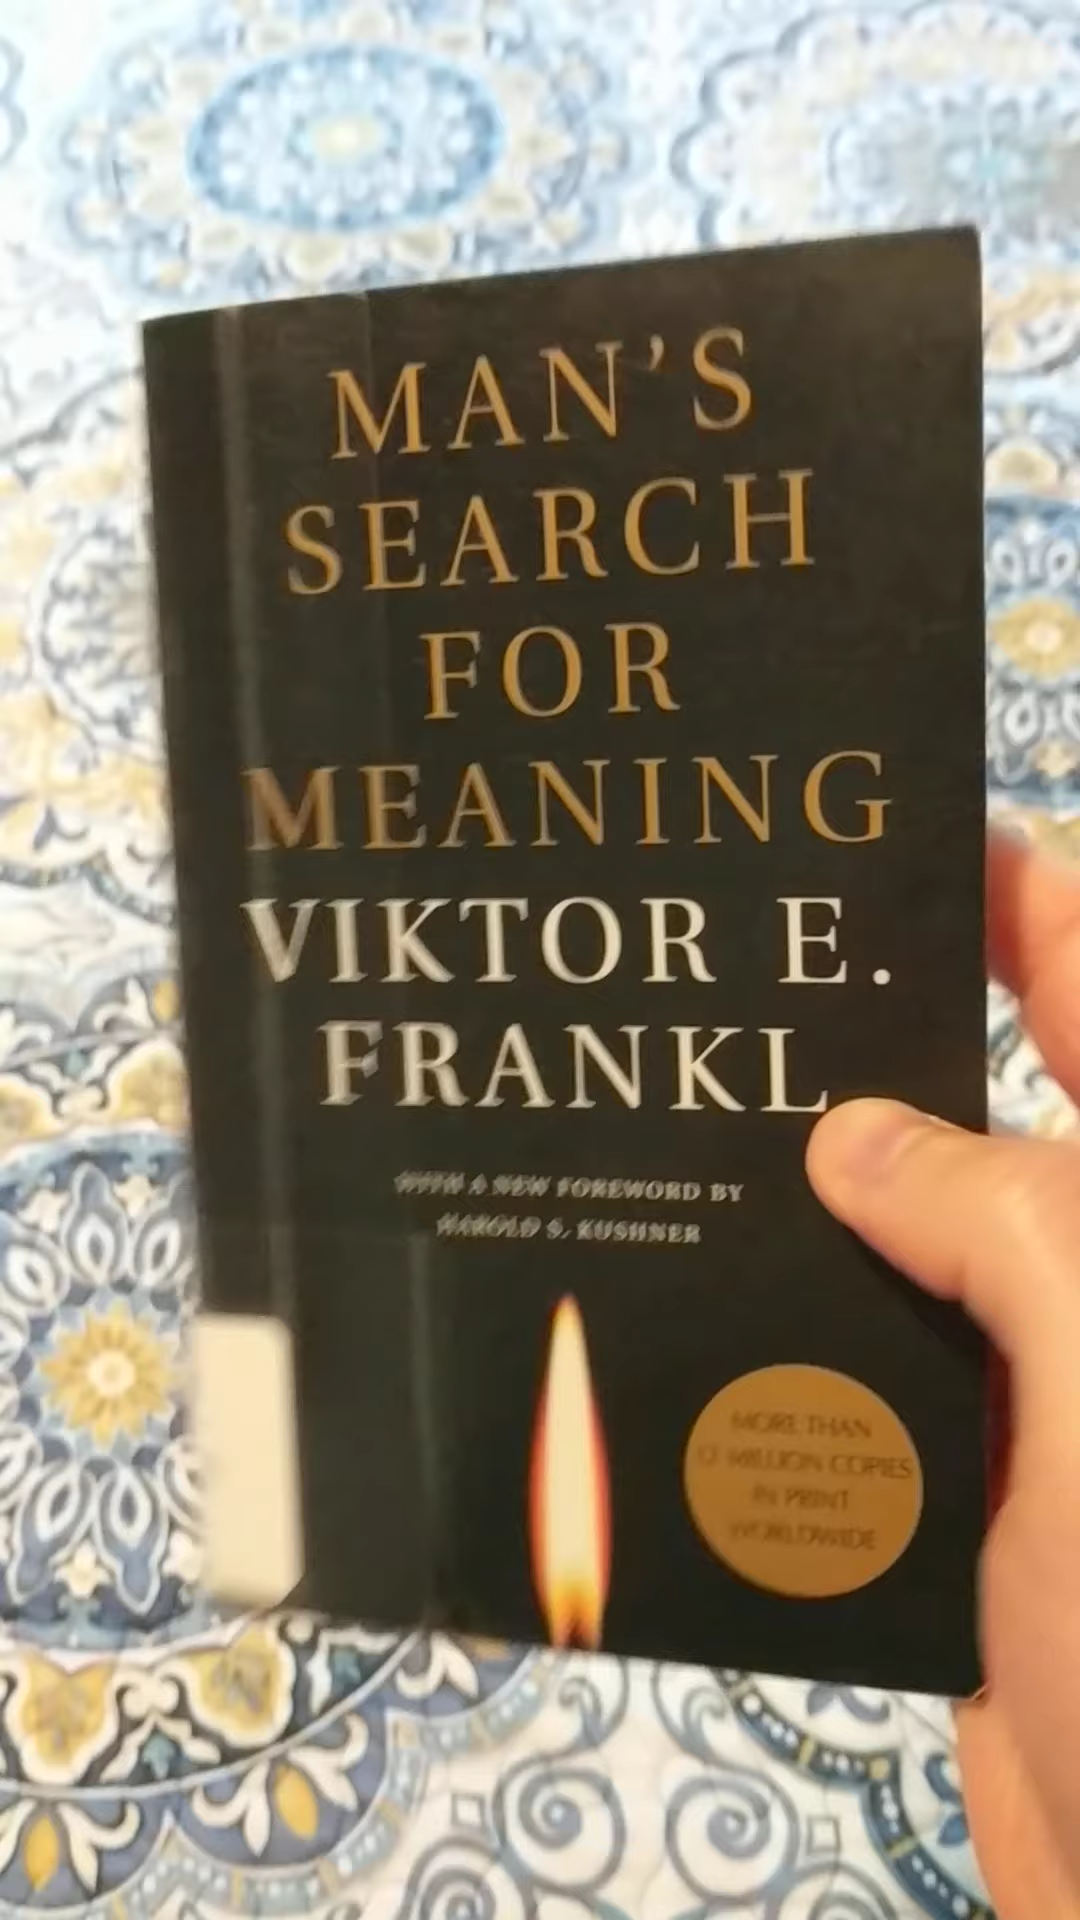 MAN'S
SEARCH
FOR
MEANING
VIKTOR E.
FRANKL
WITH A NEW FOREWORD BY
HAROLD S. KUSHNER
MORE THAN
MILLION COPIES
IN PRINT
WORLDWIDE